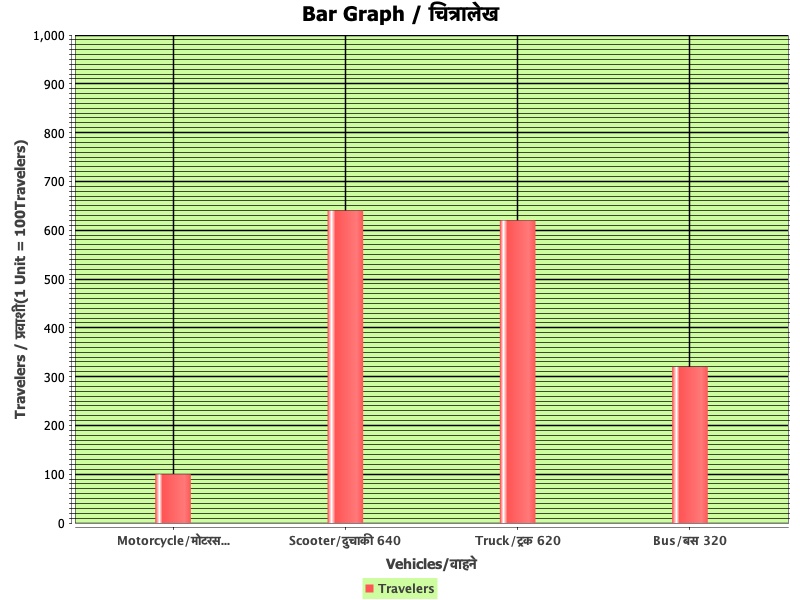 Bar Graph / चित्रालेख
Travelers / प्रवाशी(1 Unit = 100Travelers)
1,000
900
800
700
600
500
400
300
200
100
0
Motorcycle/मोटरस... Scooter/दुचाकी 640 Truck/ट्रक 620 Bus/बस 320
Vehicles/वाहने
Travelers